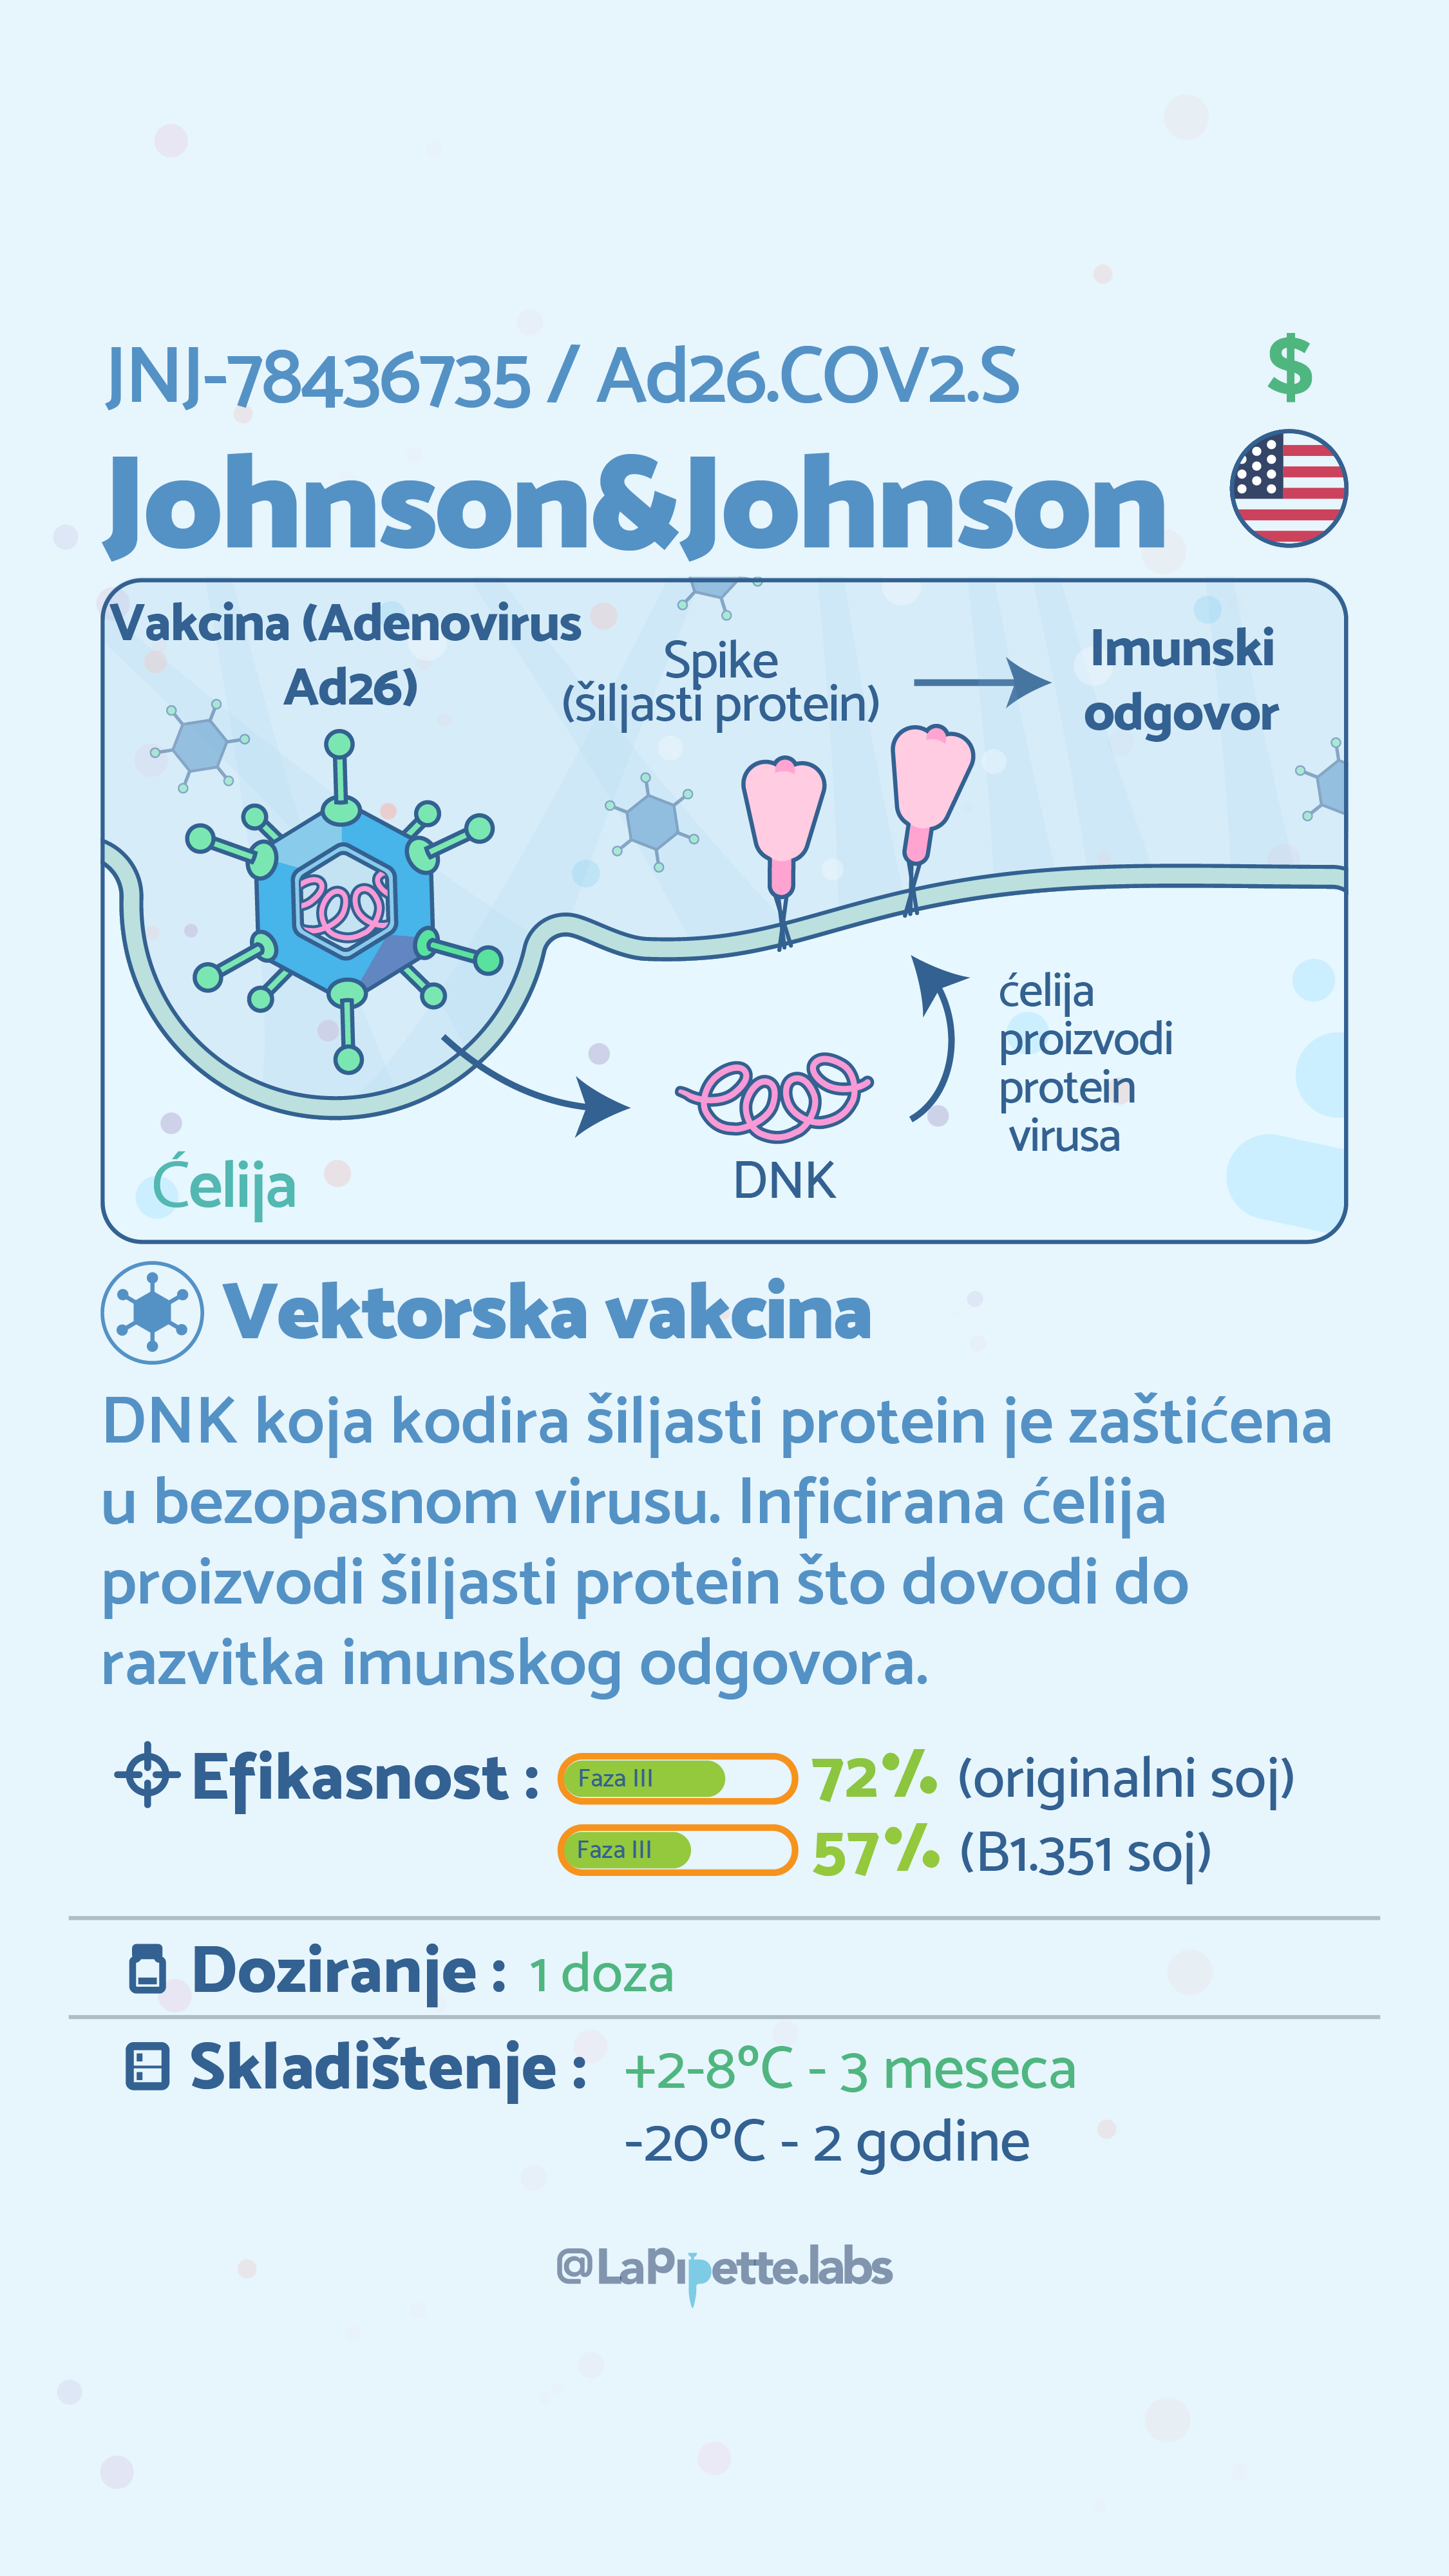 JNJ-78436735 / Ad26.COV2.S
$
Johnson&Johnson
Vakcina (Adenovirus
Ad26)
Spike
(šiljasti protein)
Imunski
odgovor
ćelija
proizvodi
protein
virusa
DNK
Ćelija
Vektorska vakcina
DNK koja kodira šiljasti protein je zaštićena
u bezopasnom virusu. Inficirana ćelija
proizvodi šiljasti protein što dovodi do
razvitka imunskog odgovora.
Efikasnost : Faza III 72% (originalni soj)
Faza III 57% (B1.351 soj)
Doziranje : 1 doza
Skladištenje : +2-8°C - 3 meseca
-20°C - 2 godine
@LaPipette.labs